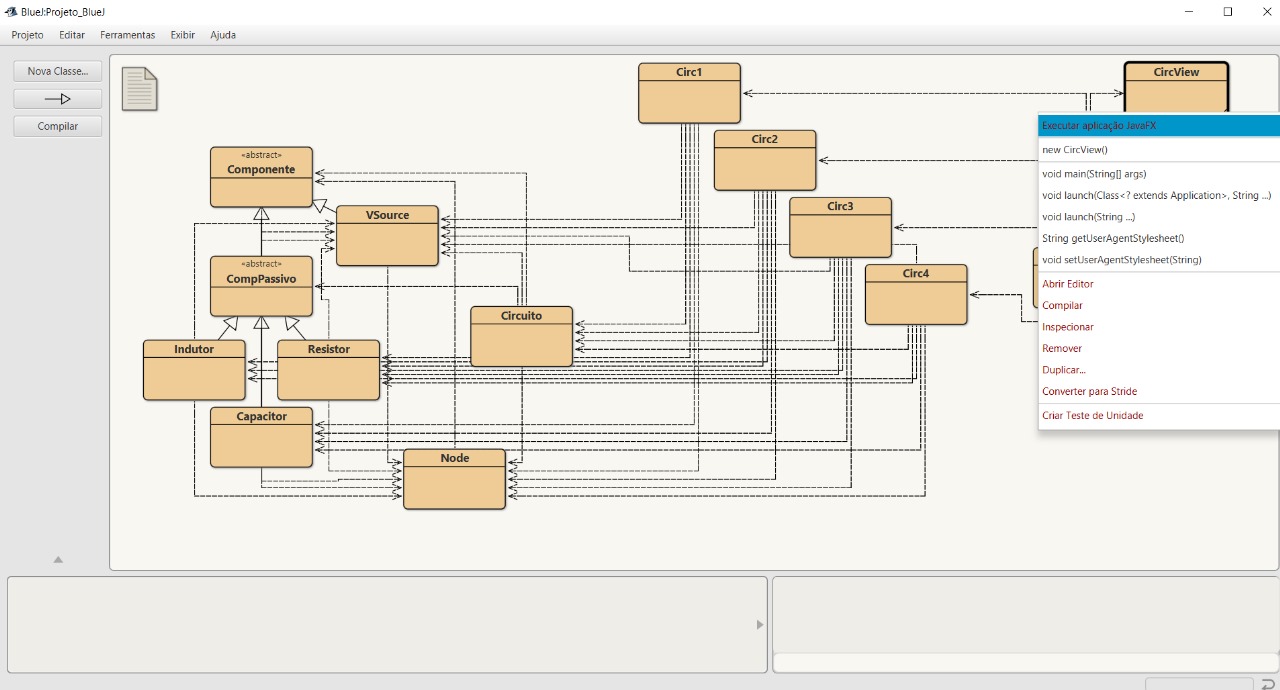 BlueJ:Projeto_BlueJ
Projeto Editar Ferramentas Exibir Ajuda
Nova Classe...
Compilar
Circ1
CircView
Circ2
«abstract»
Componente
Circ3
VSource
«abstract»
CompPassivo
Circ4
Circuito
Indutor
Resistor
Capacitor
Node
Executar aplicação JavaFX
new CircView()
void main(String[] args)
void launch(Class<? extends Application>, String ...)
void launch(String ...)
String getUserAgentStylesheet()
void setUserAgentStylesheet(String)
Abrir Editor
Compilar
Inspecionar
Remover
Duplicar...
Converter para Stride
Criar Teste de Unidade